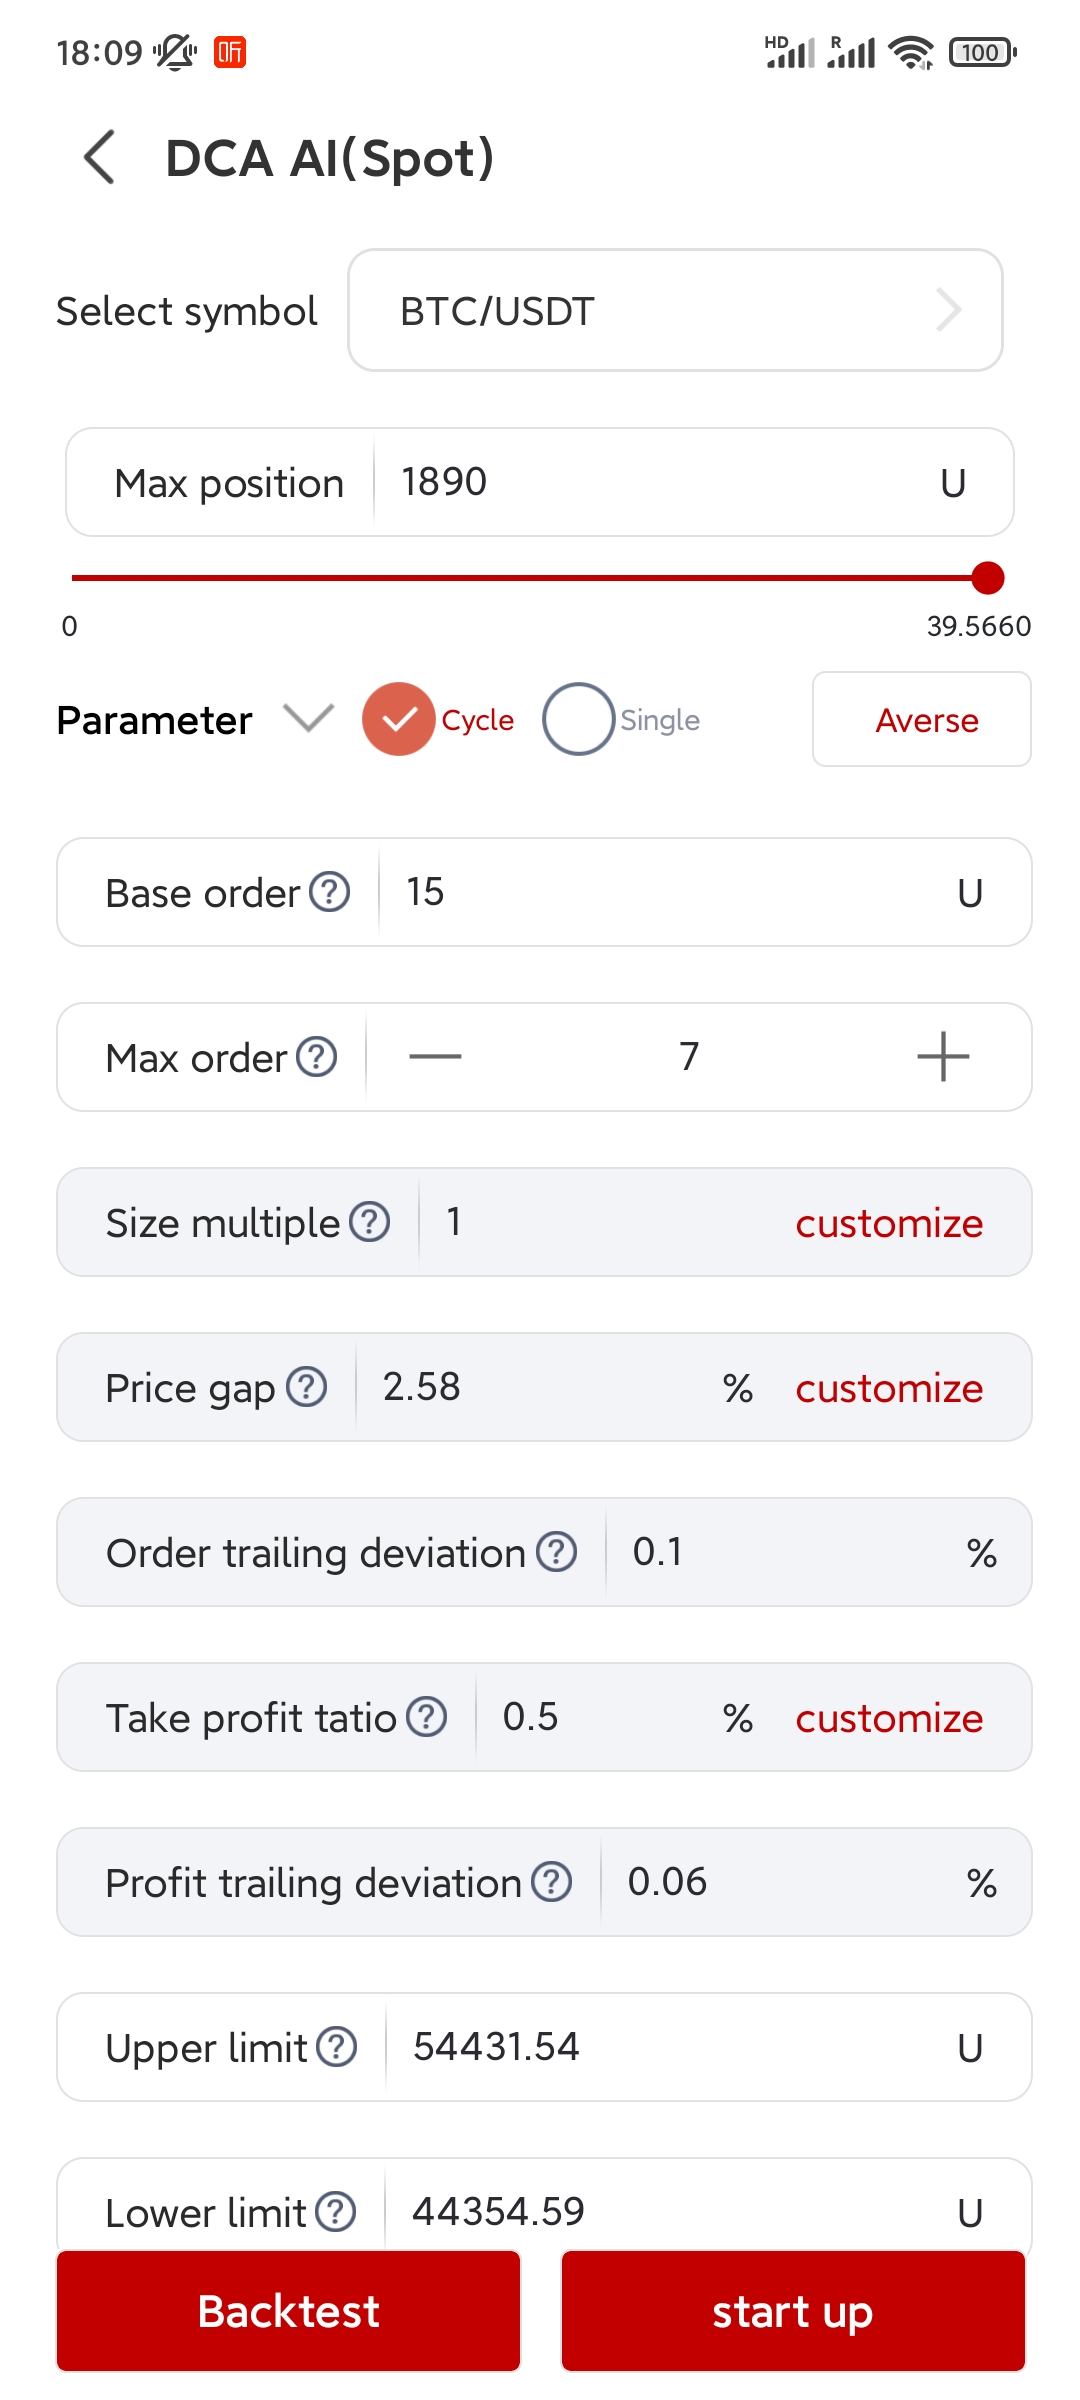 18:09 听 HD R 100
DCA AI(Spot)
Select symbol BTC/USDT
Max position 1890 U
0 39.5660
Parameter Cycle Single Averse
Base order ? 15 U
Max order ? — 7 +
Size multiple ? 1 customize
Price gap ? 2.58 % customize
Order trailing deviation ? 0.1 %
Take profit tatio ? 0.5 % customize
Profit trailing deviation ? 0.06 %
Upper limit ? 54431.54 U
Lower limit ? 44354.59 U
Backtest start up